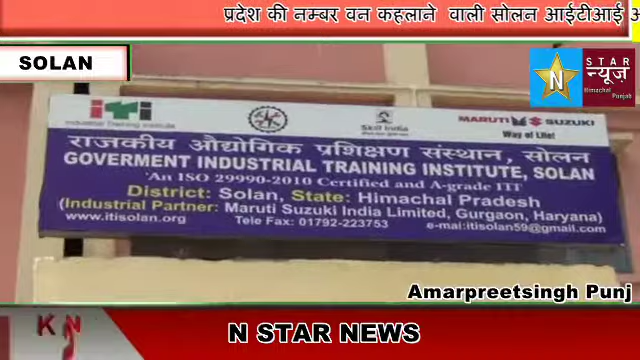 प्रदेश की नम्बर वन कहलाने वाली सोलन आईटीआई
SOLAN
N
STAR
न्यूज़
Himachal
Punjab
iTi
Industrial Training Institute
Skill India
MARUTI SUZUKI
Way of Life!
राजकीय औद्योगिक प्रशिक्षण संस्थान, सोलन
GOVERMENT INDUSTRIAL TRAINING INSTITUTE, SOLAN
'An ISO 29990-2010 Certified and A-grade ITI'
District: Solan, State: Himachal Pradesh
(Industrial Partner: Maruti Suzuki India Limited, Gurgaon, Haryana)
www.itisolan.org Tele Fax: 01792-223753 e-mai:itisolan59@gmail.com
Amarpreetsingh Punj
N STAR NEWS